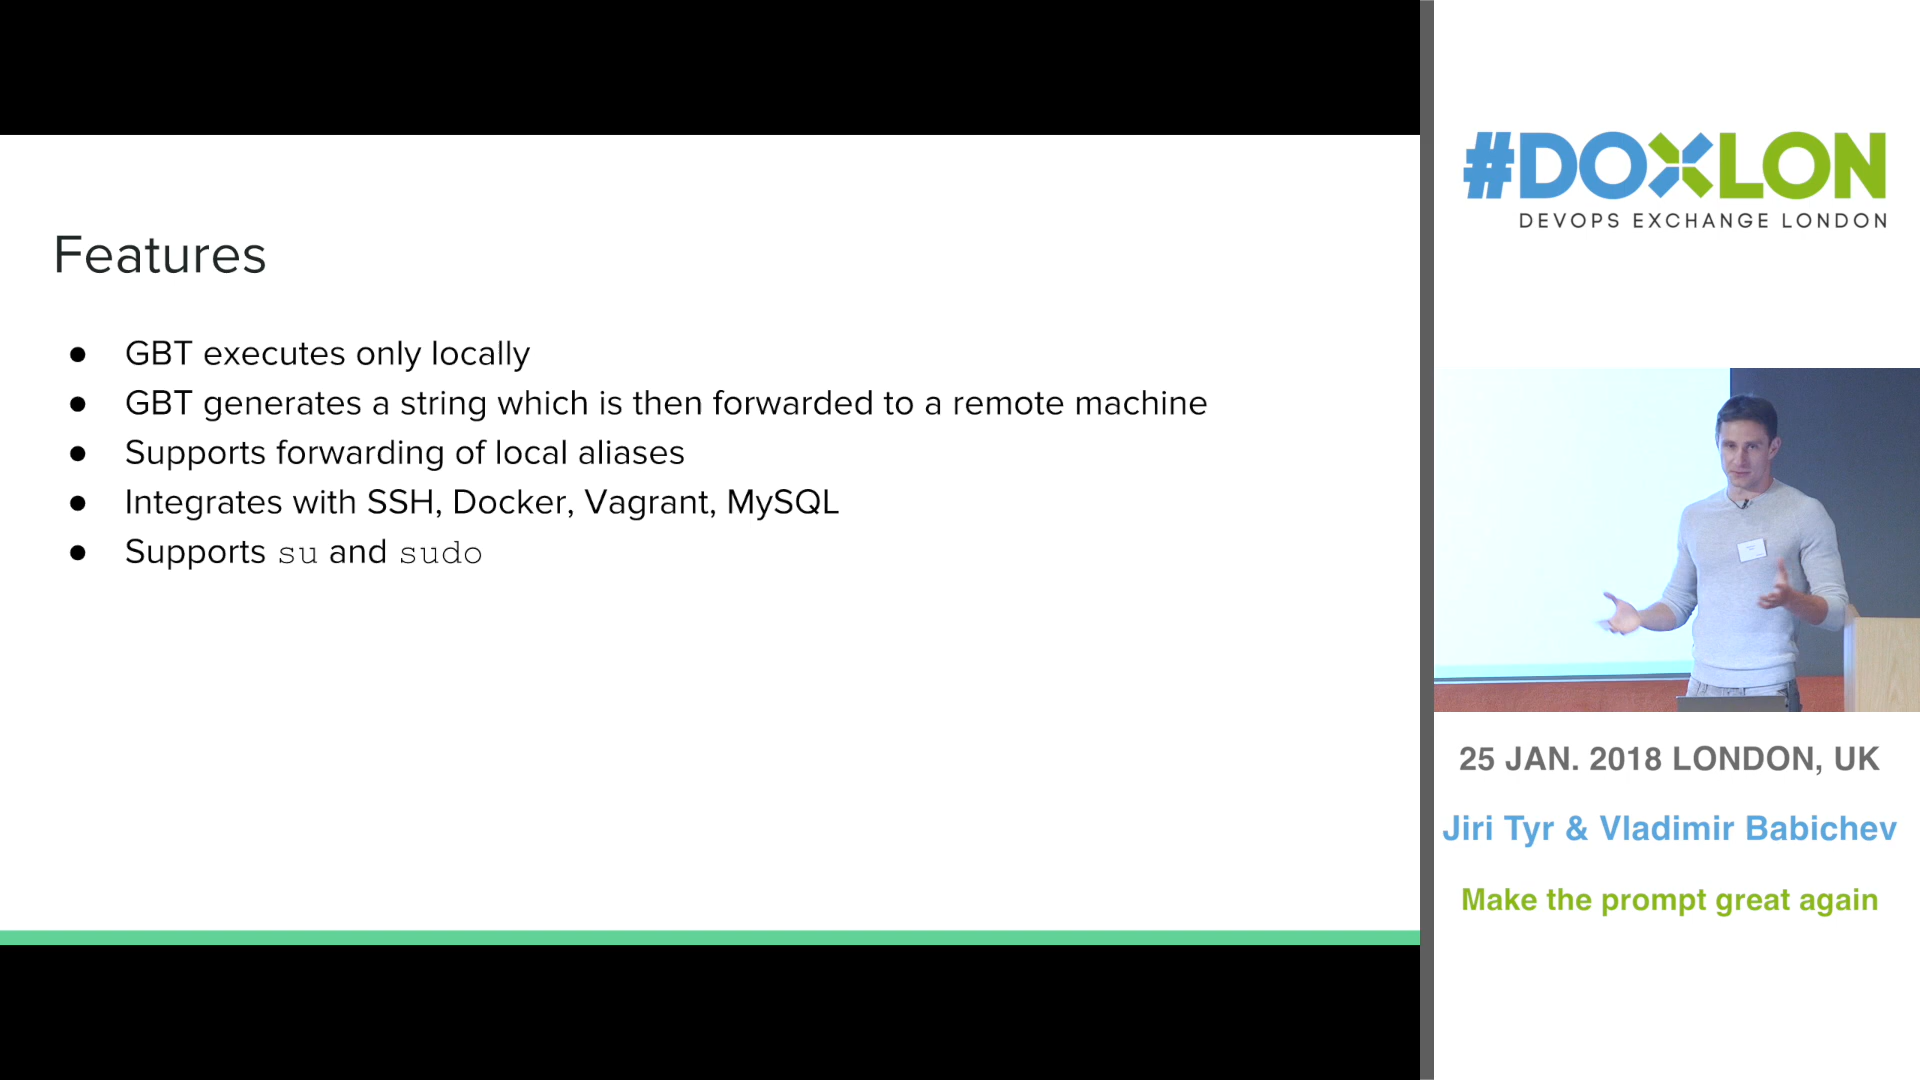 Features
● GBT executes only locally
● GBT generates a string which is then forwarded to a remote machine
● Supports forwarding of local aliases
● Integrates with SSH, Docker, Vagrant, MySQL
● Supports su and sudo
#DOXLON
DEVOPS EXCHANGE LONDON
25 JAN. 2018 LONDON, UK
Jiri Tyr & Vladimir Babichev
Make the prompt great again